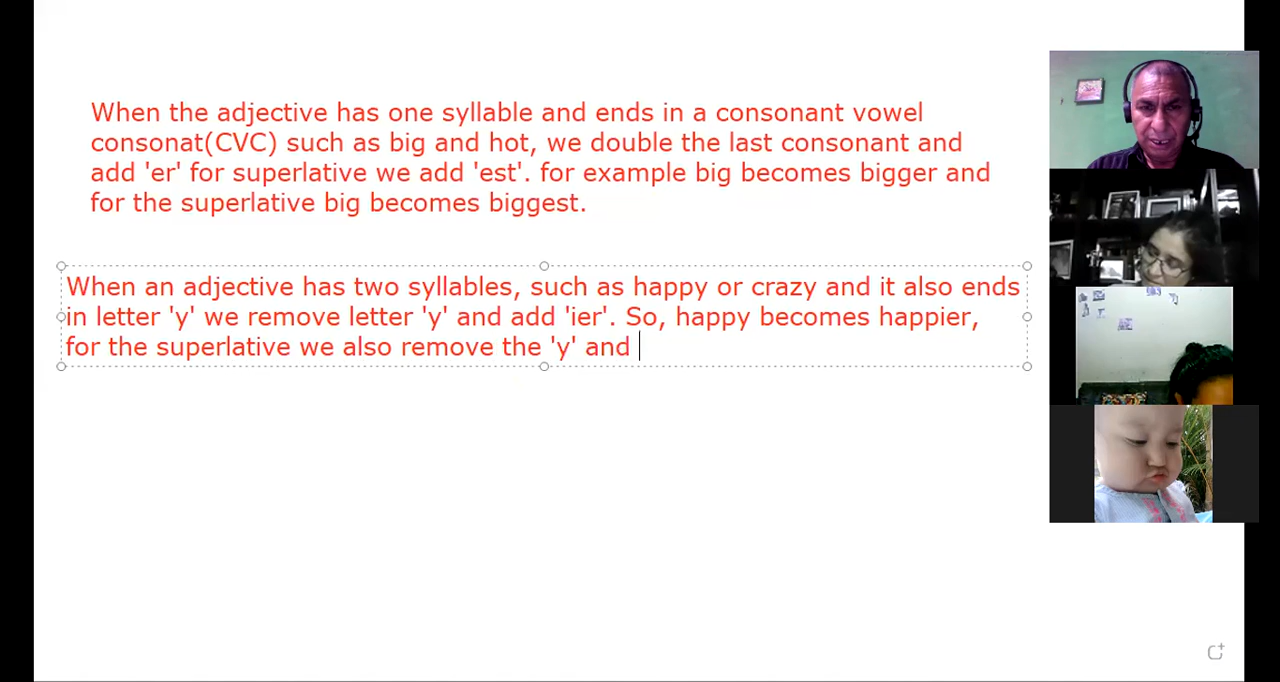 When the adjective has one syllable and ends in a consonant vowel
consonat(CVC) such as big and hot, we double the last consonant and
add 'er' for superlative we add 'est'. for example big becomes bigger and
for the superlative big becomes biggest.
When an adjective has two syllables, such as happy or crazy and it also ends
in letter 'y' we remove letter 'y' and add 'ier'. So, happy becomes happier,
for the superlative we also remove the 'y' and